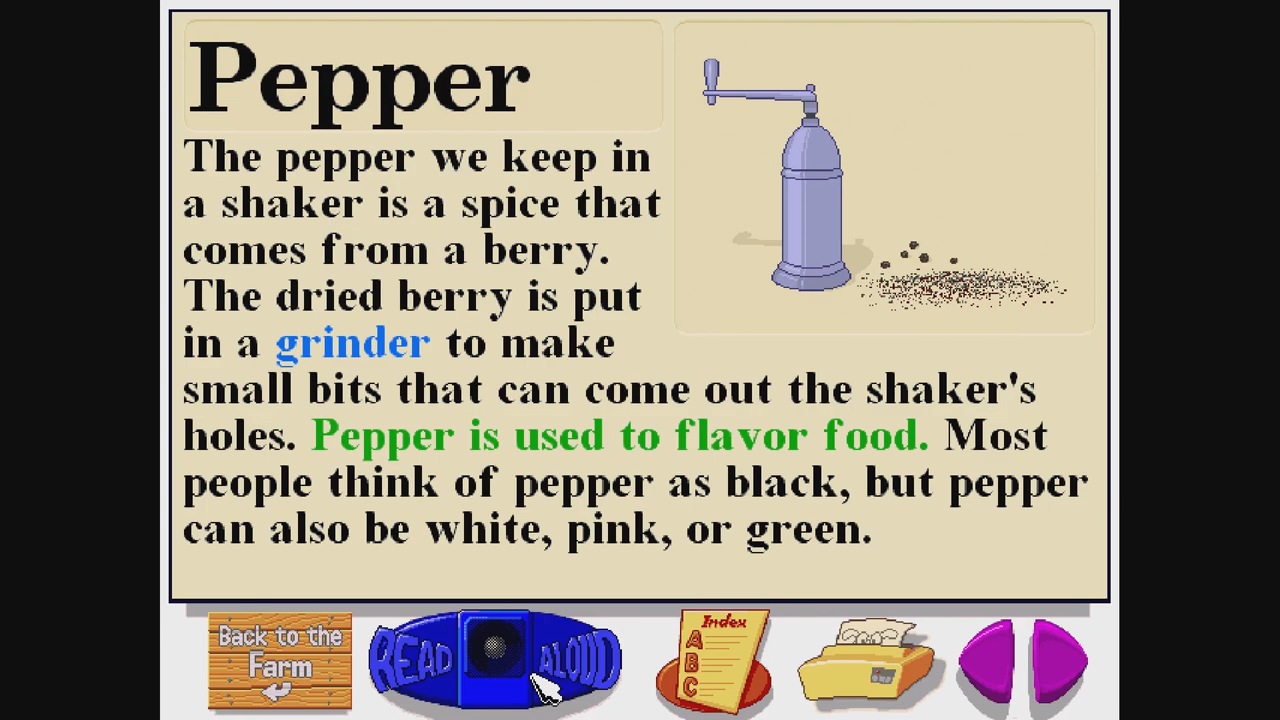 Pepper
The pepper we keep in
a shaker is a spice that
comes from a berry.
The dried berry is put
in a grinder to make
small bits that can come out the shaker's
holes. Pepper is used to flavor food. Most
people think of pepper as black, but pepper
can also be white, pink, or green.
Back to the
Farm
READ ALOUD
Index
A
B
C